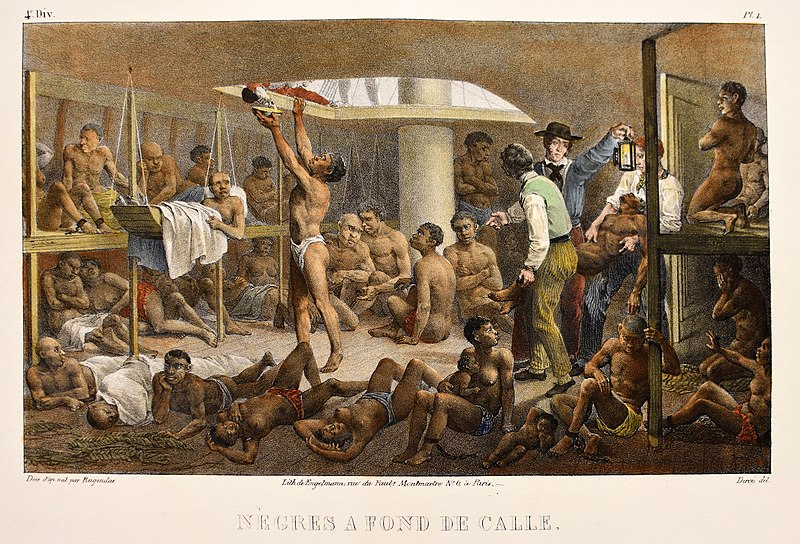 4e. Div.
Pl. 1.
Dess. d'ap. nat. par Rugendas
Lith. de Engelmann, rue du Faub. Montmartre No. 6. à Paris.
Deroi del.
NÈGRES A FOND DE CALLE.